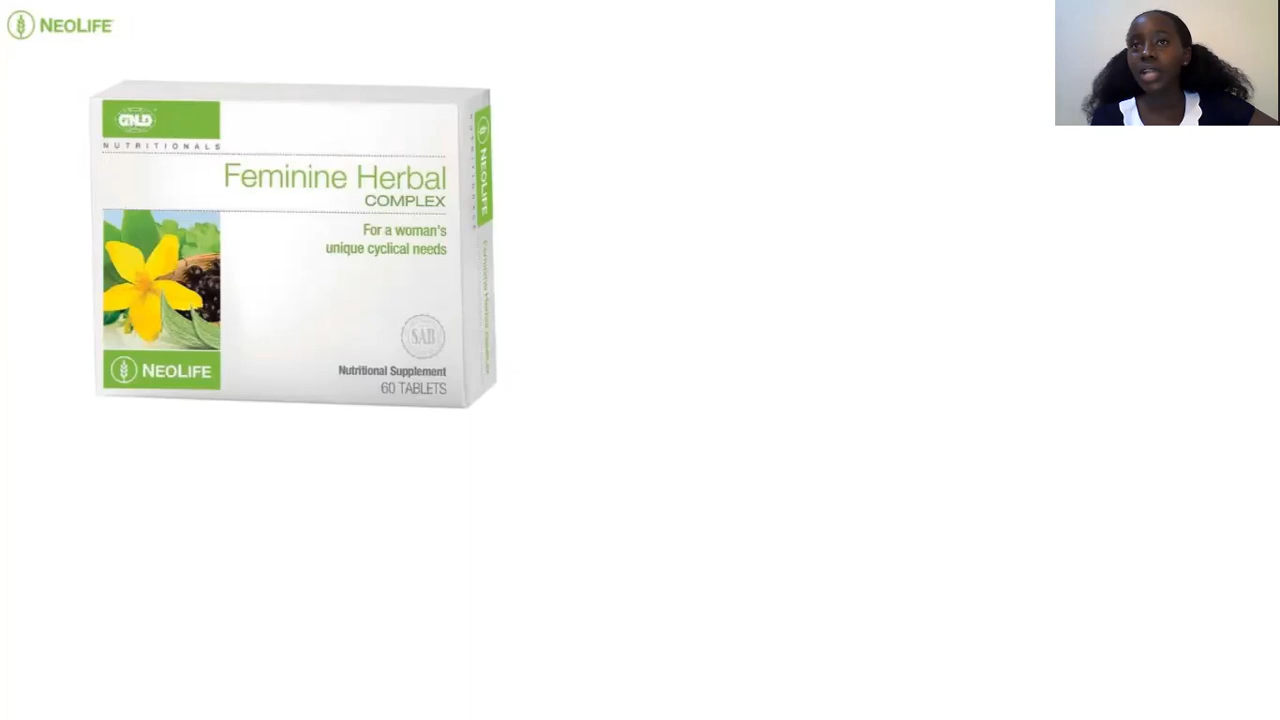 NEOLIFE
GNLD
NUTRITIONALS
Feminine Herbal
COMPLEX
For a woman's
unique cyclical needs
SAB
NEOLIFE
Nutritional Supplement
60 TABLETS
NEOLIFE